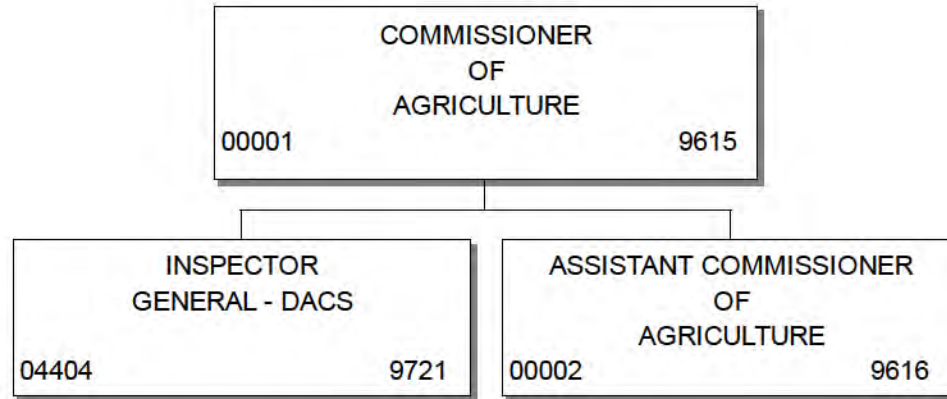 COMMISSIONER
OF
AGRICULTURE
00001 9615
INSPECTOR
GENERAL - DACS
04404 9721
ASSISTANT COMMISSIONER
OF
AGRICULTURE
00002 9616